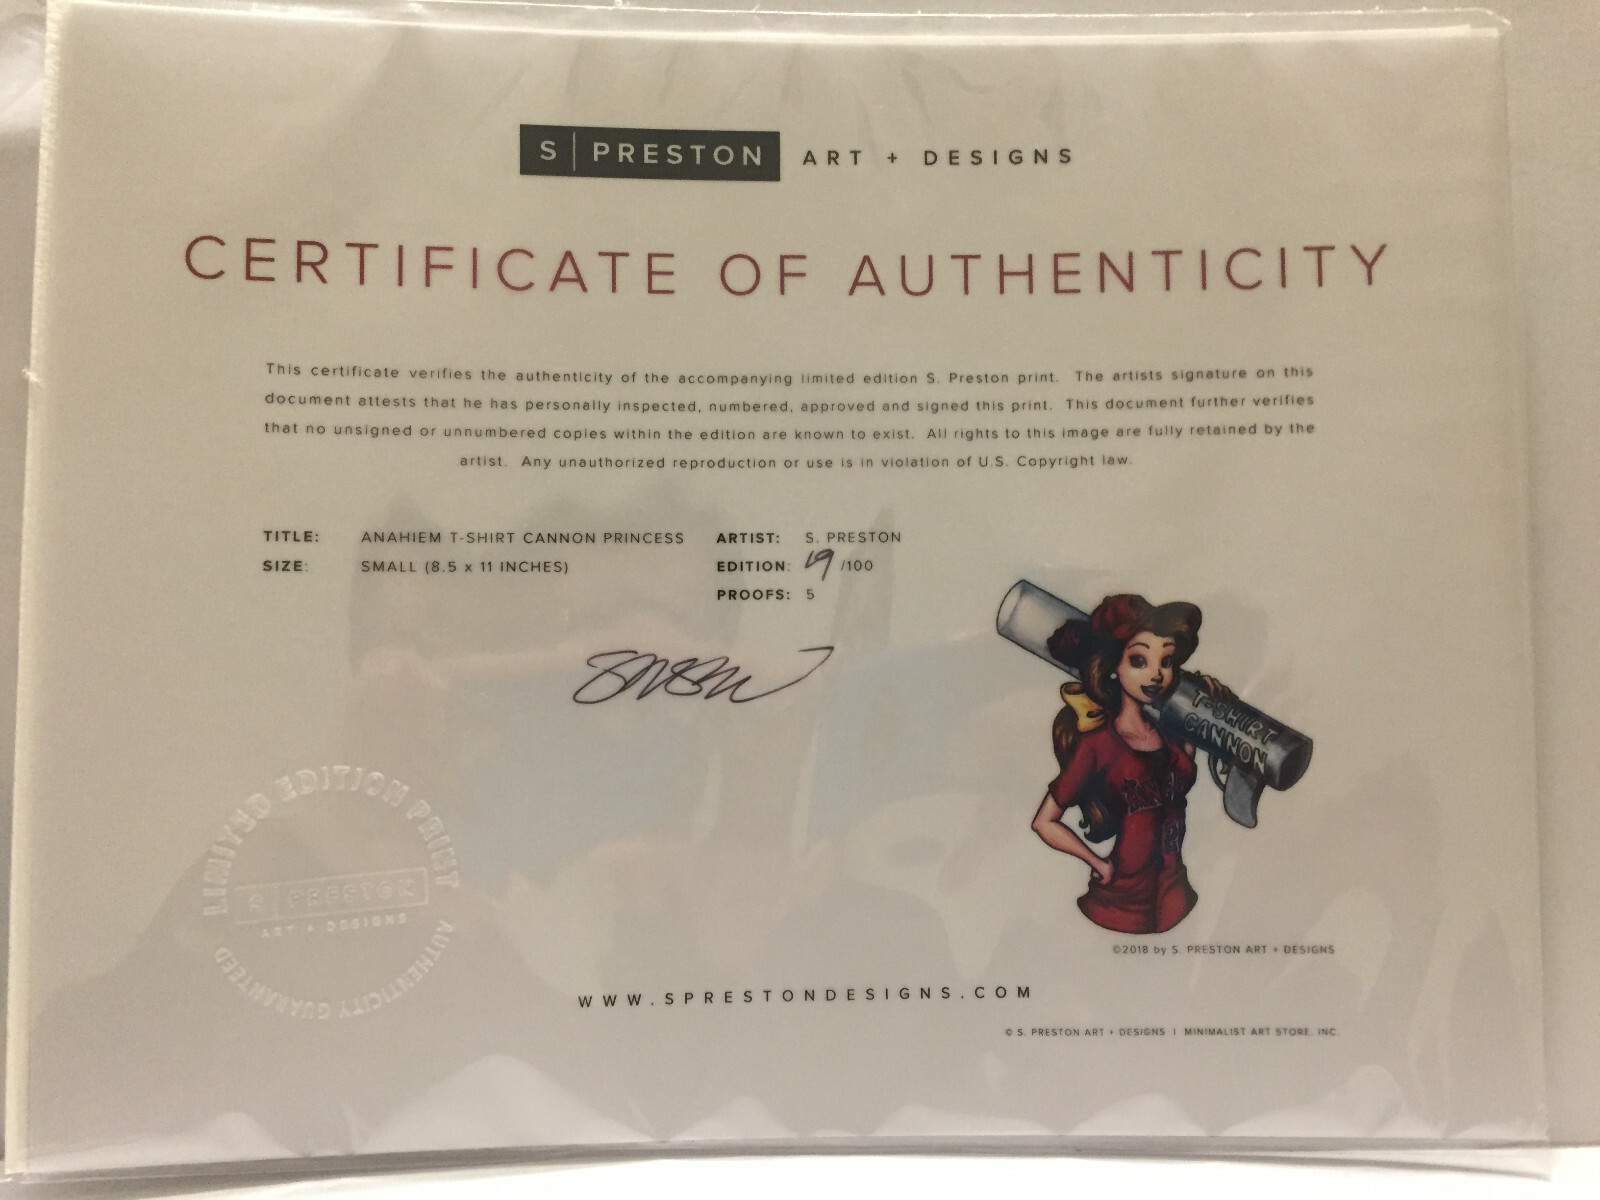 S | PRESTON ART + DESIGNS
CERTIFICATE OF AUTHENTICITY
This certificate verifies the authenticity of the accompanying limited edition S. Preston print. The artists signature on this
document attests that he has personally inspected, numbered, approved and signed this print. This document further verifies
that no unsigned or unnumbered copies within the edition are known to exist. All rights to this image are fully retained by the
artist. Any unauthorized reproduction or use is in violation of U.S. Copyright law.
TITLE: ANAHIEM T-SHIRT CANNON PRINCESS ARTIST: S. PRESTON
SIZE: SMALL (8.5 x 11 INCHES) EDITION: 19 /100
PROOFS: 5
T-SHIRT
CANNON
LIMITED EDITION PRINT
S | PRESTON
ART + DESIGNS
AUTHENTICITY GUARANTEED
©2018 by S. PRESTON ART + DESIGNS
WWW.SPRESTONDESIGNS.COM
© S. PRESTON ART + DESIGNS | MINIMALIST ART STORE, INC.